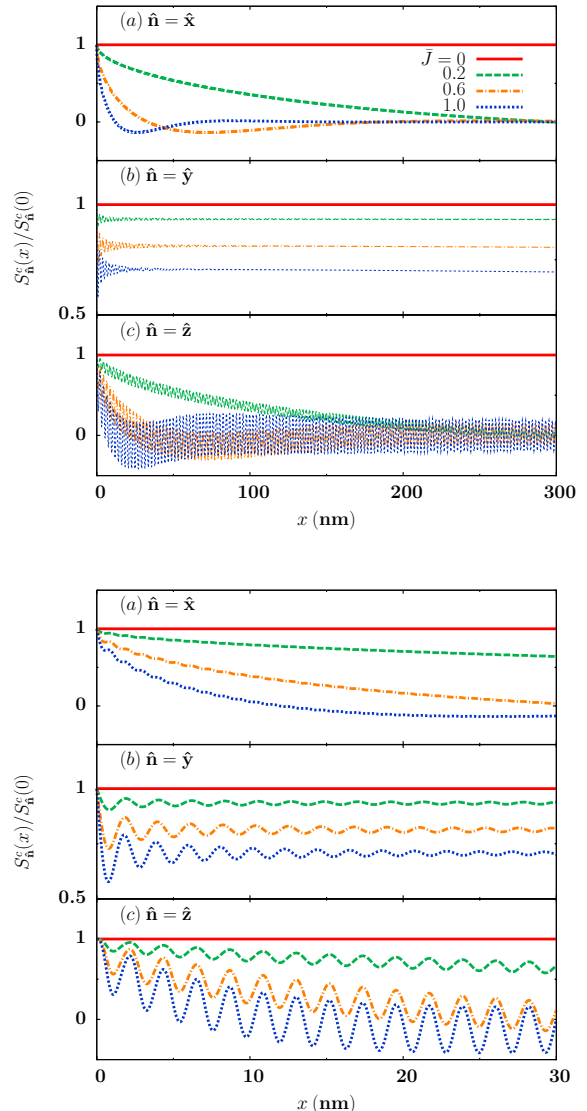 (a) n̂ = x̂
1
J̄ = 0
0.2
0.6
1.0
0
(b) n̂ = ŷ
1
S^c_n̂(x)/S^c_n̂(0)
0.5
(c) n̂ = ẑ
1
0
0 100 200 300
x (nm)
(a) n̂ = x̂
1
0
(b) n̂ = ŷ
1
S^c_n̂(x)/S^c_n̂(0)
0.5
(c) n̂ = ẑ
1
0
0 10 20 30
x (nm)